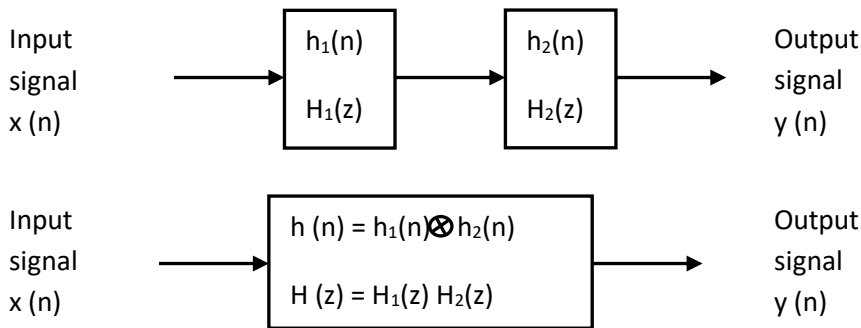 Input
signal
x (n)
h₁(n)
H₁(z)
h₂(n)
H₂(z)
Output
signal
y (n)
Input
signal
x (n)
h (n) = h₁(n)⊗h₂(n)
H (z) = H₁(z) H₂(z)
Output
signal
y (n)